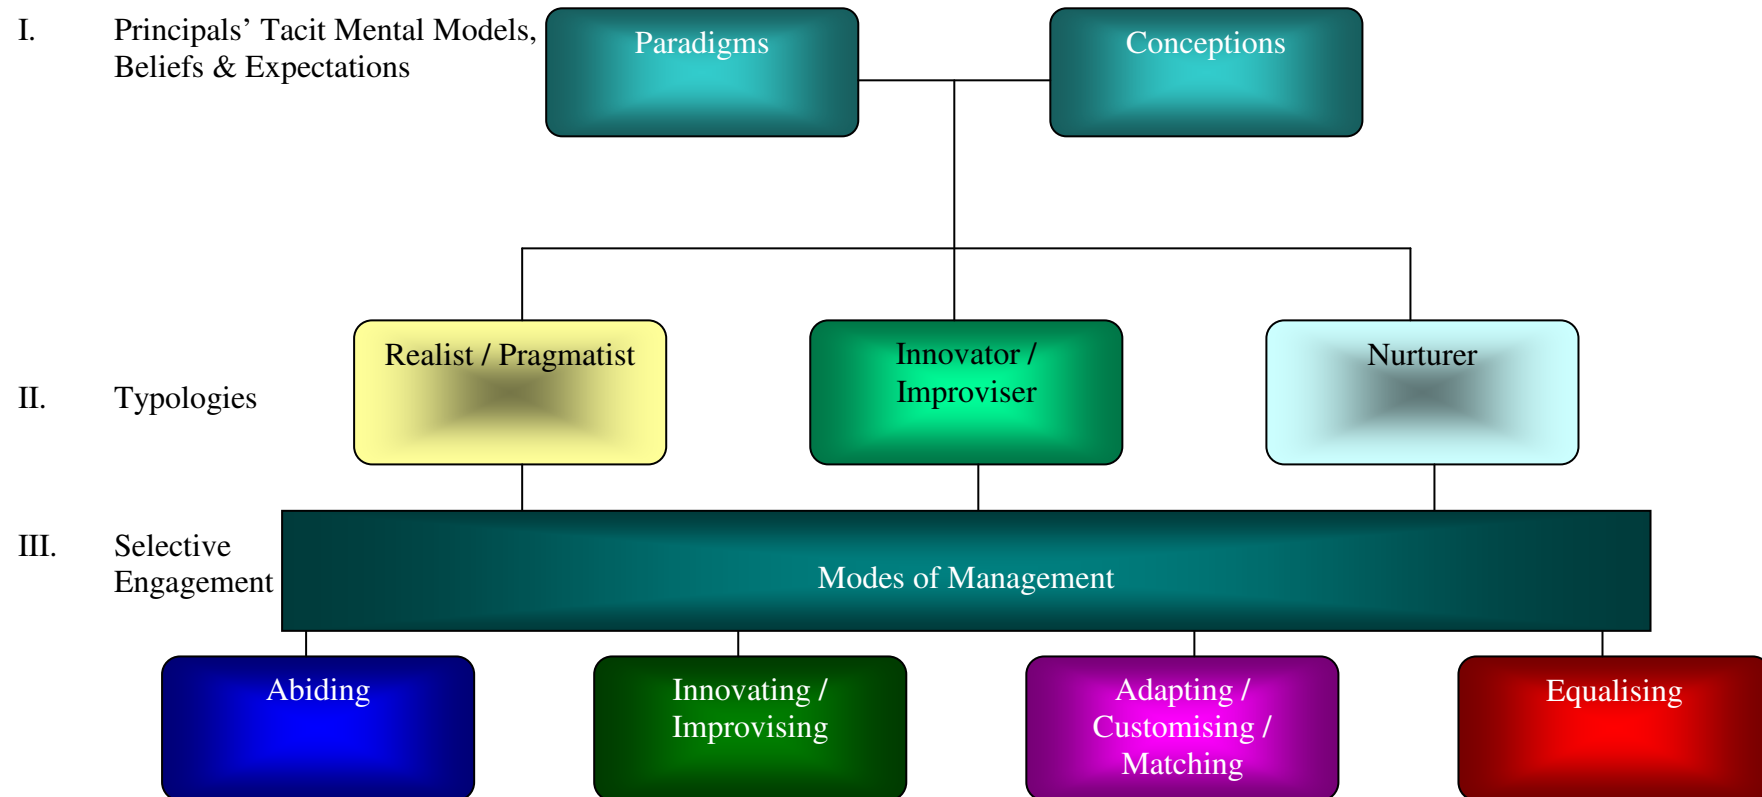 I. Principals’ Tacit Mental Models,
Beliefs & Expectations
Paradigms
Conceptions
II. Typologies
Realist / Pragmatist
Innovator /
Improviser
Nurturer
III. Selective
Engagement
Modes of Management
Abiding
Innovating /
Improvising
Adapting /
Customising /
Matching
Equalising